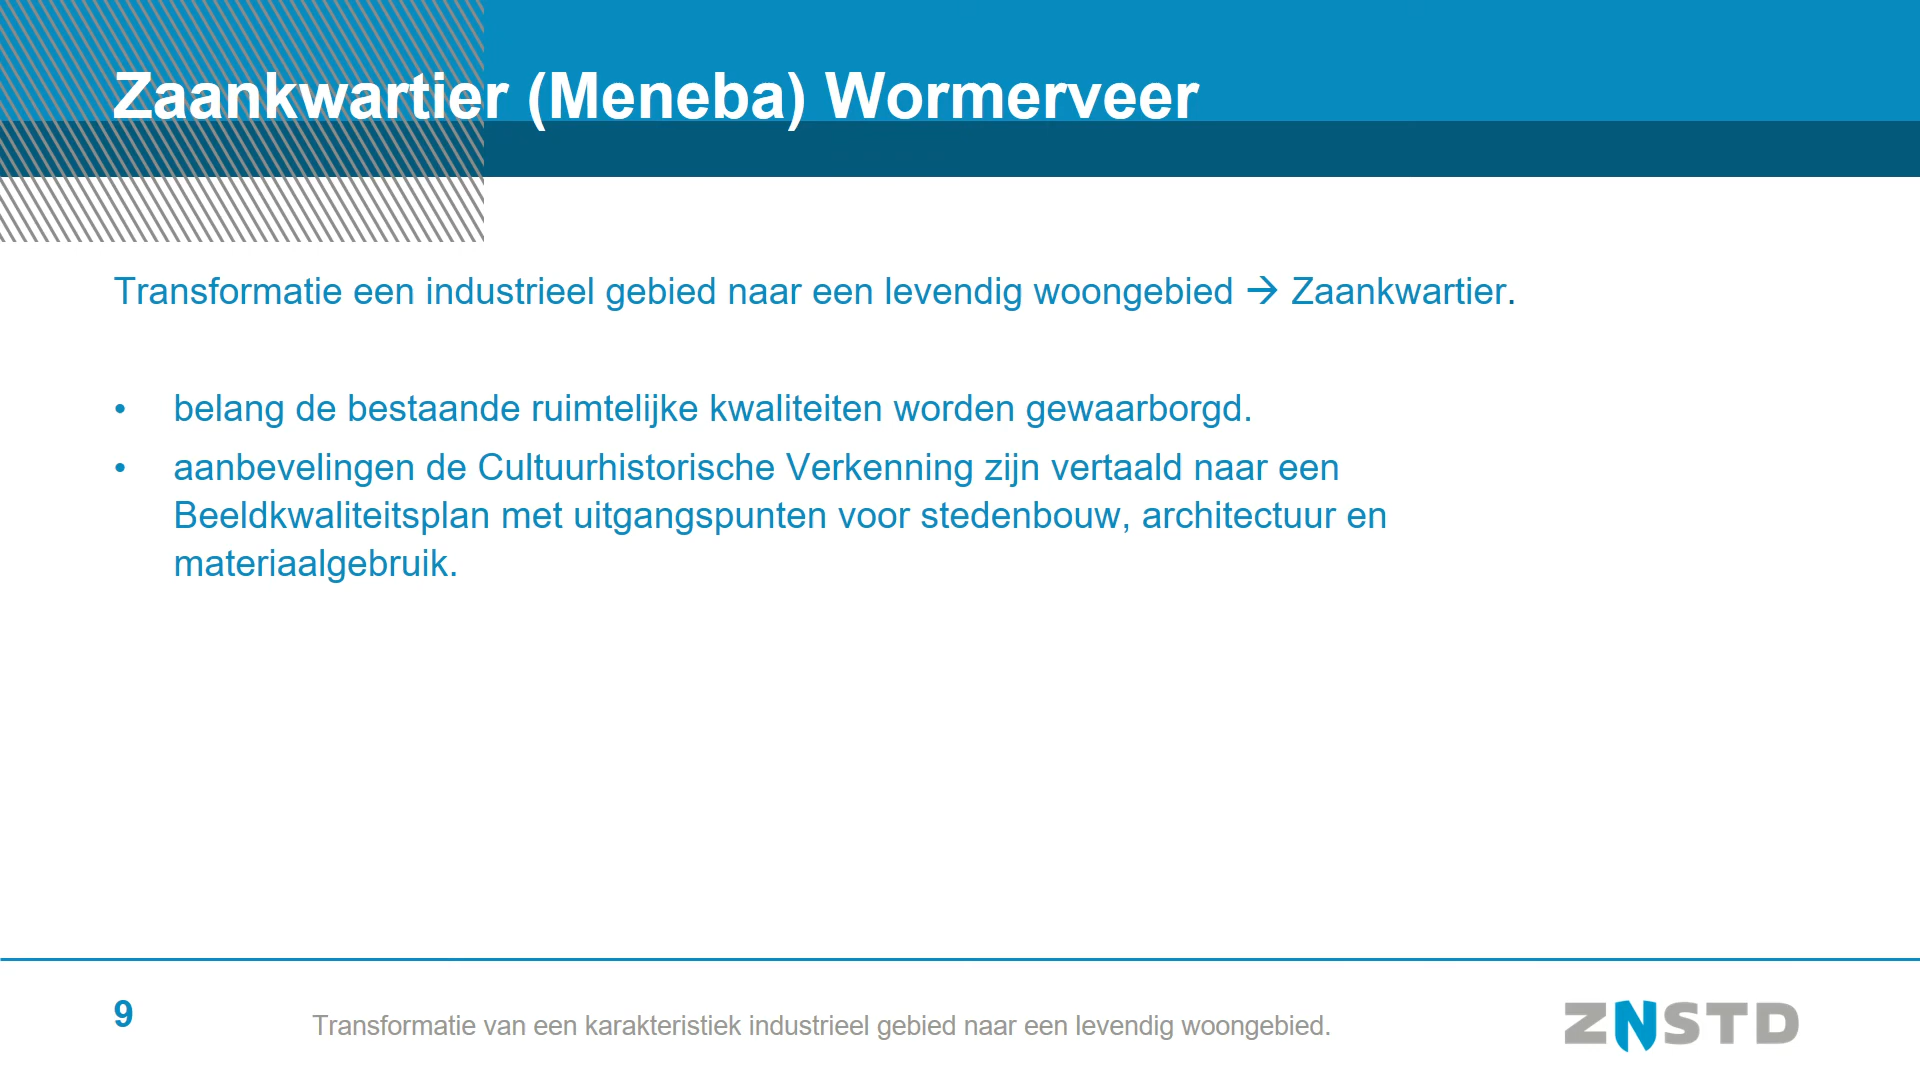 Zaankwartier (Meneba) Wormerveer
Transformatie een industrieel gebied naar een levendig woongebied → Zaankwartier.
• belang de bestaande ruimtelijke kwaliteiten worden gewaarborgd.
• aanbevelingen de Cultuurhistorische Verkenning zijn vertaald naar een
Beeldkwaliteitsplan met uitgangspunten voor stedenbouw, architectuur en
materiaalgebruik.
9
Transformatie van een karakteristiek industrieel gebied naar een levendig woongebied.
ZNSTD